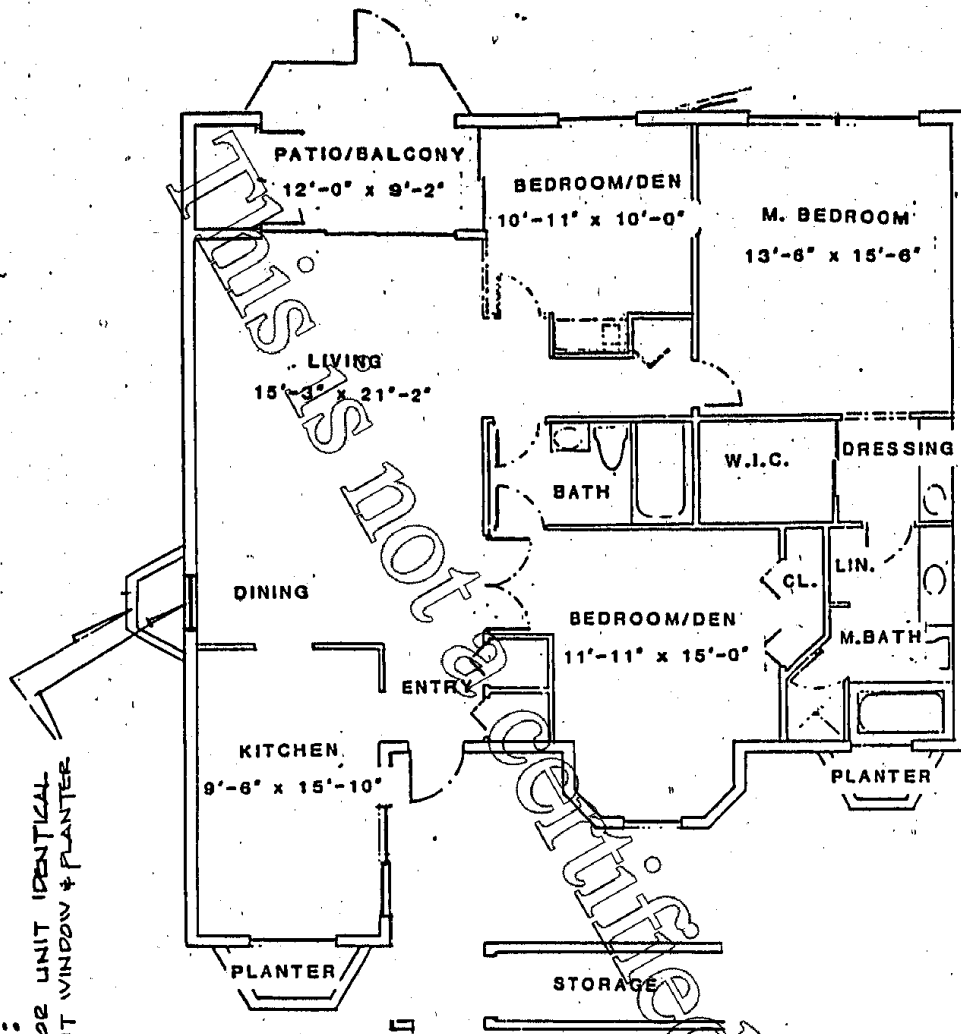 PATIO/BALCONY
12'-0" x 9'-2"
BEDROOM/DEN
10'-11" x 10'-0"
M. BEDROOM
13'-6" x 15'-6"
LIVING
15'-3" x 21'-2"
BATH
W.I.C.
DRESSING
DINING
BEDROOM/DEN
11'-11" x 15'-0"
CL.
LIN.
M.BATH
ENTRY
KITCHEN
9'-6" x 15'-10"
PLANTER
PLANTER
STORAGE
UNIT IDENTICAL
WINDOW & PLANTER
This is not a certified